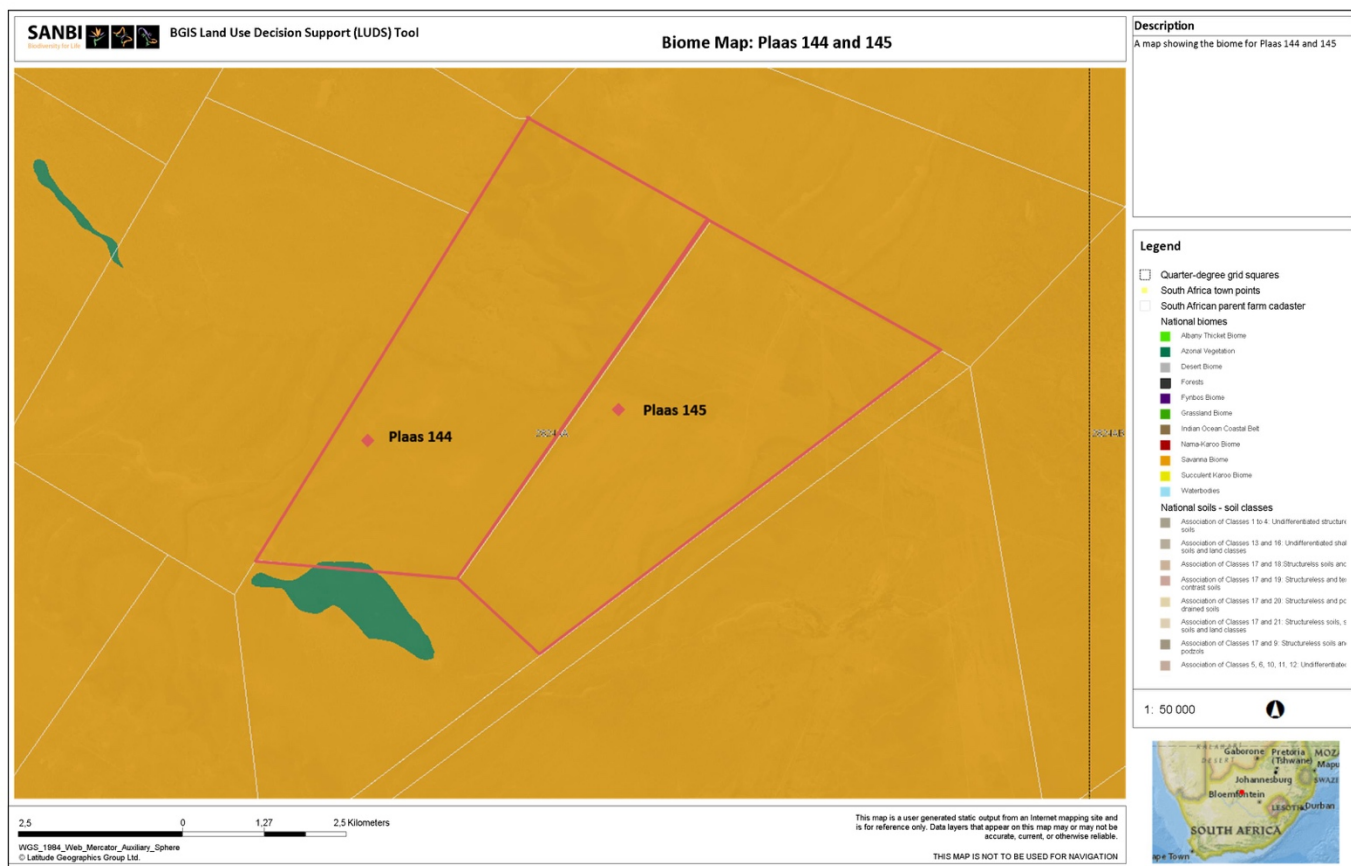 SANBI
Biodiversity for Life
BGIS Land Use Decision Support (LUDS) Tool
Biome Map: Plaas 144 and 145
Plaas 145
Plaas 144
2,5
0
1,27
2,5 Kilometers
WGS_1984_Web_Mercator_Auxiliary_Sphere
© Latitude Geographics Group Ltd.
This map is a user generated static output from an Internet mapping site and
is for reference only. Data layers that appear on this map may or may not be
accurate, current, or otherwise reliable.
THIS MAP IS NOT TO BE USED FOR NAVIGATION
Description
A map showing the biome for Plaas 144 and 145
Legend
Quarter-degree grid squares
South Africa town points
South African parent farm cadaster
National biomes
Albany Thicket Biome
Azonal Vegetation
Desert Biome
Forests
Fynbos Biome
Grassland Biome
Indian Ocean Coastal Belt
Nama-Karoo Biome
Savanna Biome
Succulent Karoo Biome
Waterbodies
National soils - soil classes
Association of Classes 1 to 4: Undifferentiated structure
soils
Association of Classes 13 and 16: Undifferentiated shal
soils and land classes
Association of Classes 17 and 18:Structurelss soils and
Association of Classes 17 and 19: Structureless and te
contrast soils
Association of Classes 17 and 20: Structureless and po
drained soils
Association of Classes 17 and 21: Structureless soils, s
soils and land classes
Association of Classes 17 and 9: Structureless soils an
podzols
Association of Classes 5, 6, 10, 11, 12: Undifferentiate
1: 50 000
KALAHARI
DESERT
Gaborone
Pretoria
(Tshwane)
MOZ
Mapu
Johannesburg
SWAZI
Bloemfontein
LESOTHO
Durban
SOUTH AFRICA
ape Town